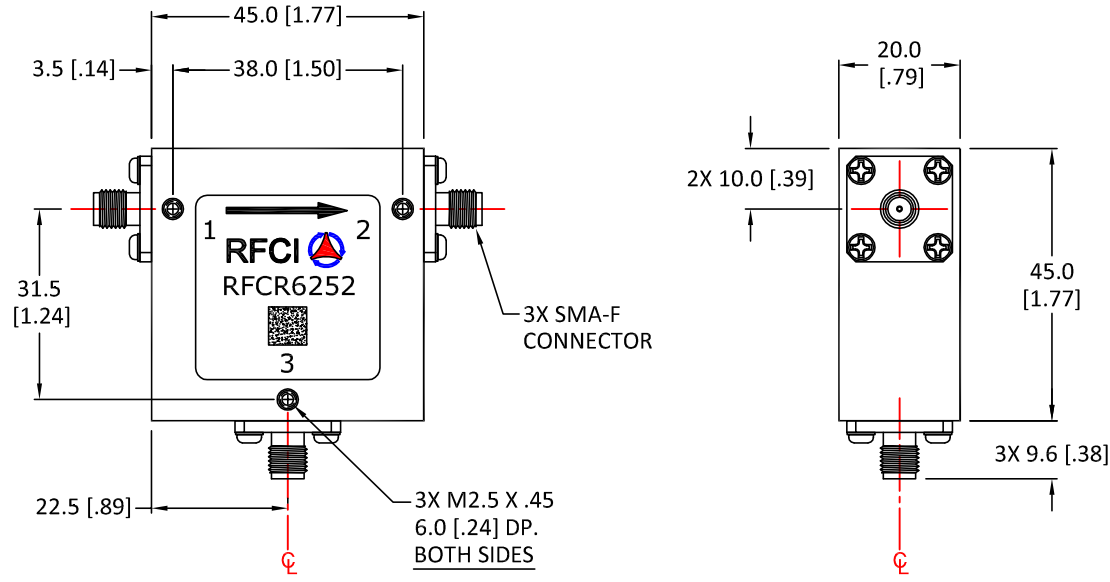 45.0 [1.77]
3.5 [.14]
38.0 [1.50]
1
2
RFCI
RFCR6252
3
31.5
[1.24]
22.5 [.89]
3X SMA-F
CONNECTOR
3X M2.5 X .45
6.0 [.24] DP.
BOTH SIDES
CL
20.0
[.79]
2X 10.0 [.39]
45.0
[1.77]
3X 9.6 [.38]
CL